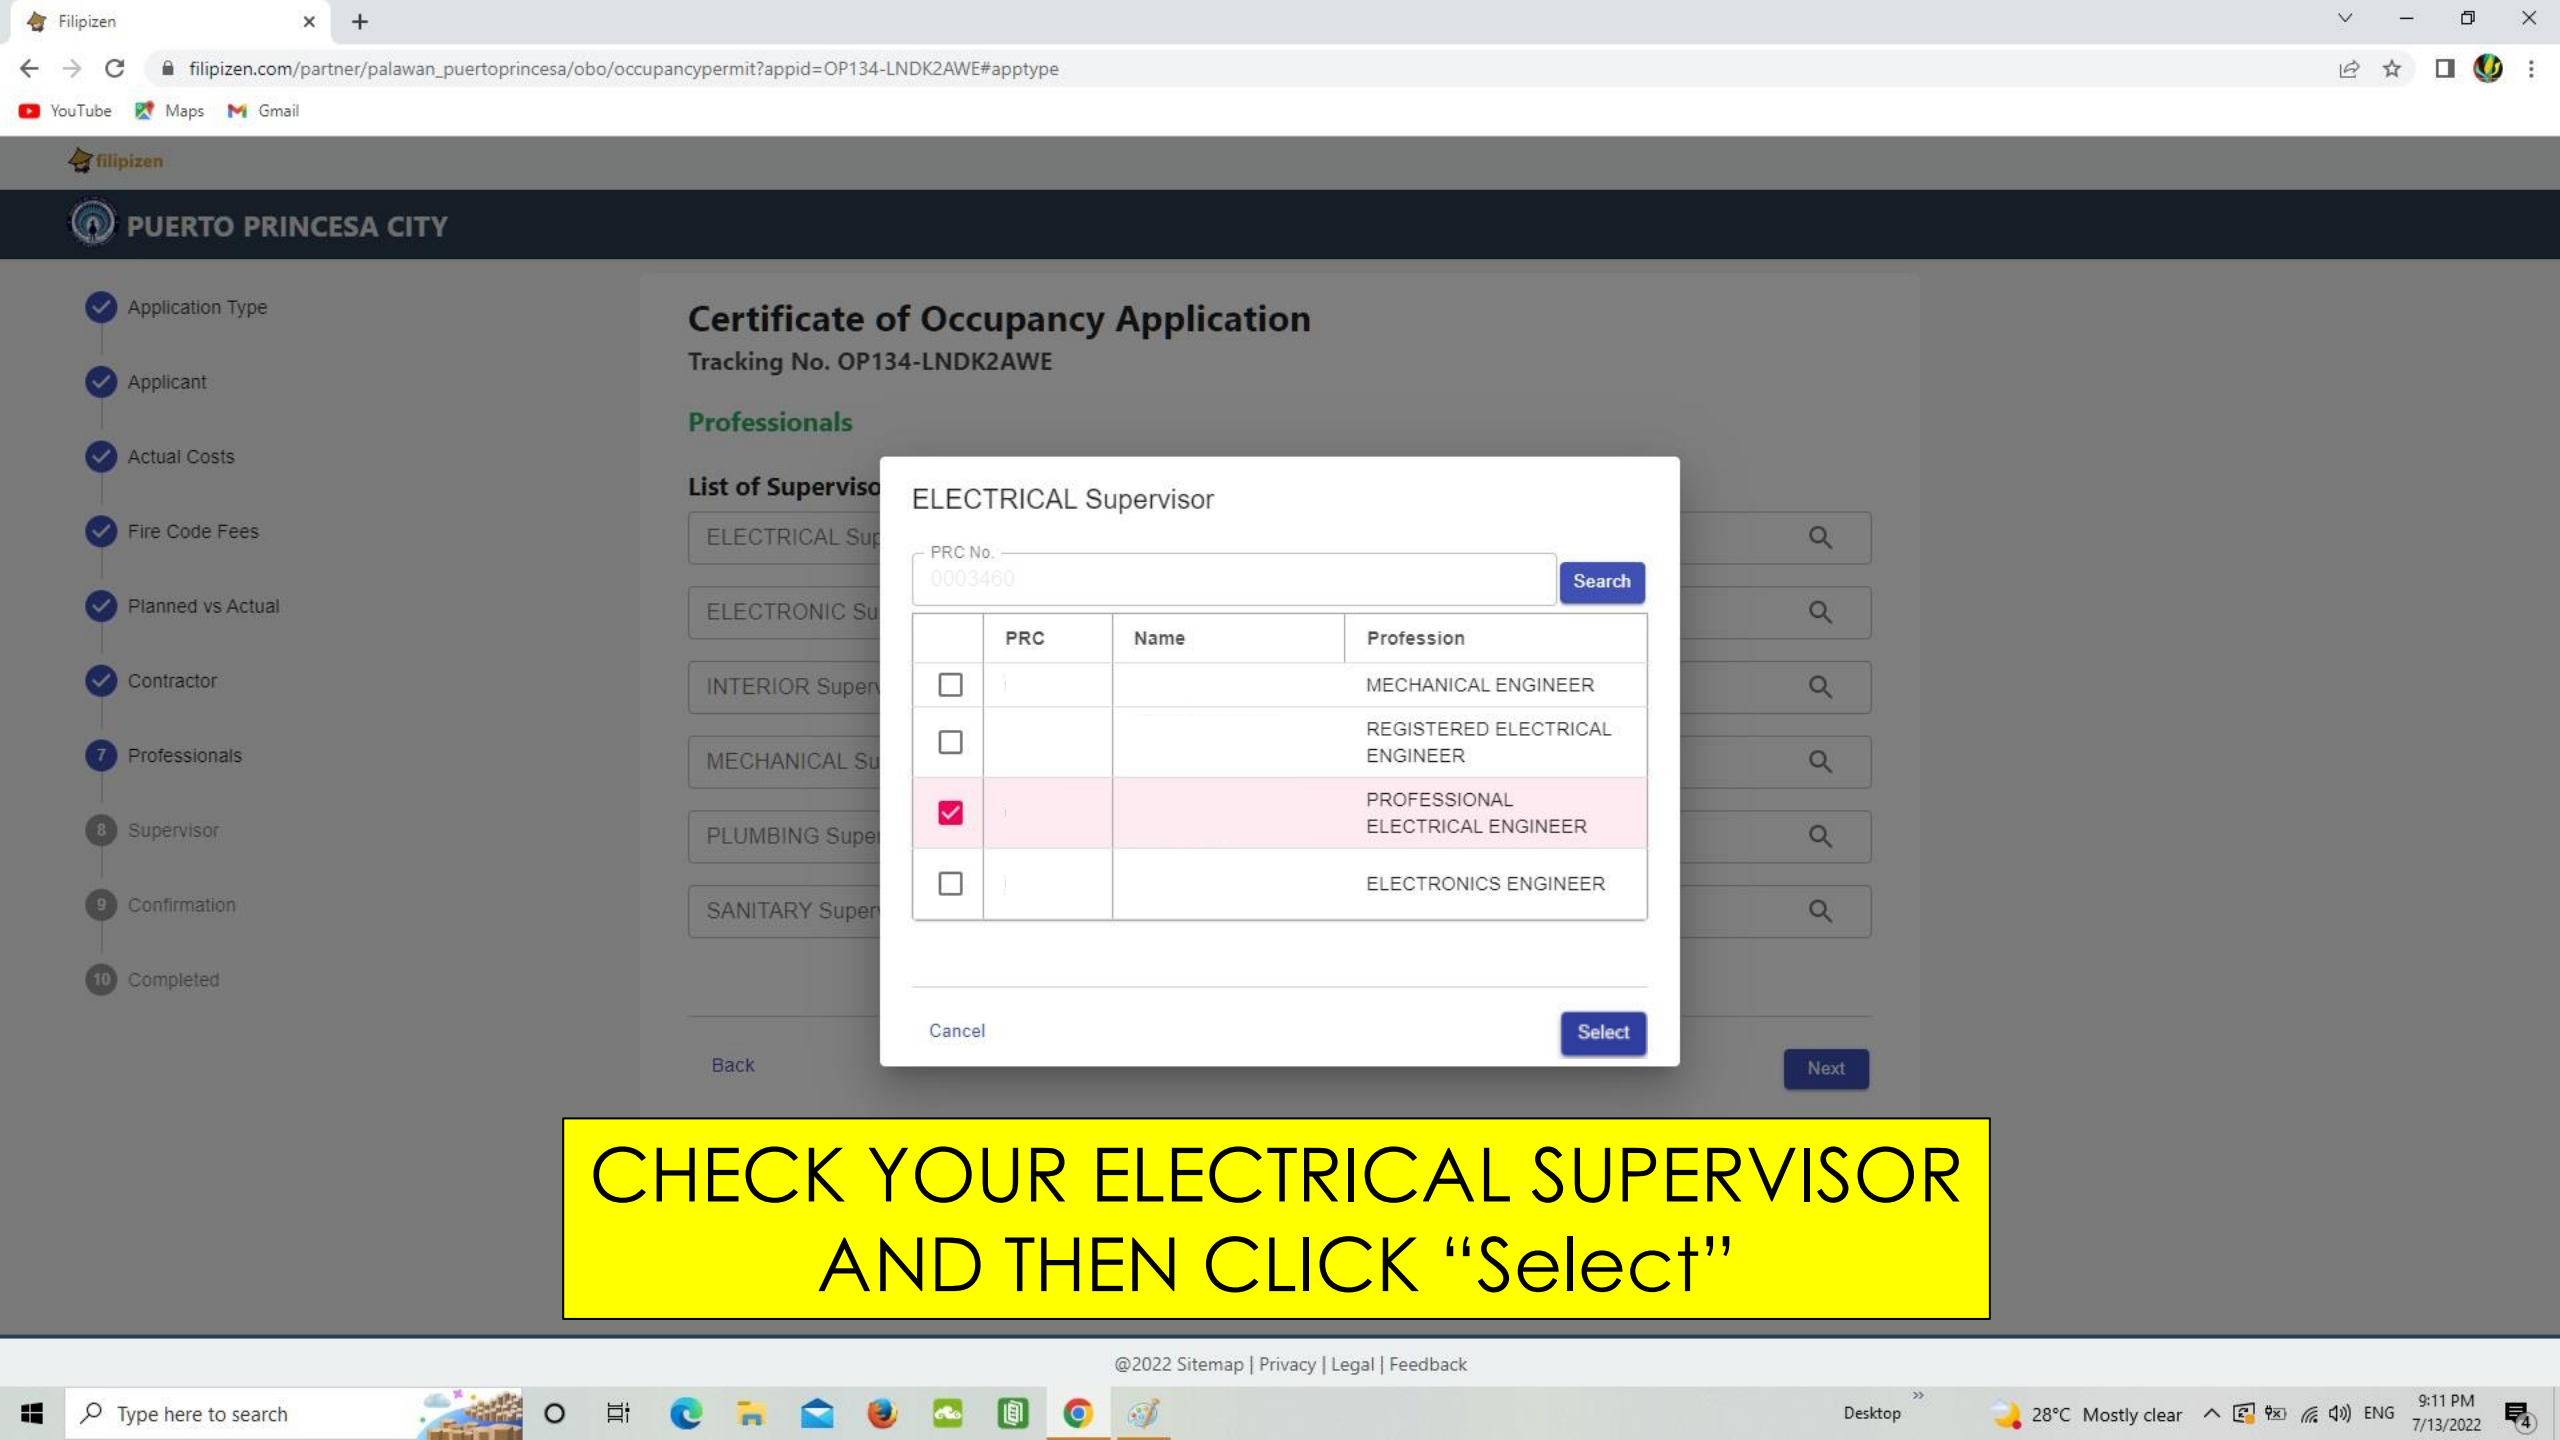 Filipizen
filipizen.com/partner/palawan_puertoprincesa/obo/occupancypermit?appid=OP134-LNDK2AWE#apptype
YouTube Maps Gmail
filipizen
PUERTO PRINCESA CITY
Application Type
Applicant
Actual Costs
Fire Code Fees
Planned vs Actual
Contractor
7 Professionals
8 Supervisor
9 Confirmation
10 Completed
Certificate of Occupancy Application
Tracking No. OP134-LNDK2AWE
Professionals
List of Superviso
ELECTRICAL Sup
ELECTRONIC Su
INTERIOR Superv
MECHANICAL Su
PLUMBING Super
SANITARY Superv
Back
Next
ELECTRICAL Supervisor
PRC No.
0003460
Search
PRC Name Profession
MECHANICAL ENGINEER
REGISTERED ELECTRICAL
ENGINEER
PROFESSIONAL
ELECTRICAL ENGINEER
ELECTRONICS ENGINEER
Cancel
Select
CHECK YOUR ELECTRICAL SUPERVISOR
AND THEN CLICK “Select”
@2022 Sitemap | Privacy | Legal | Feedback
Type here to search
Desktop
28°C Mostly clear
ENG
9:11 PM
7/13/2022
4